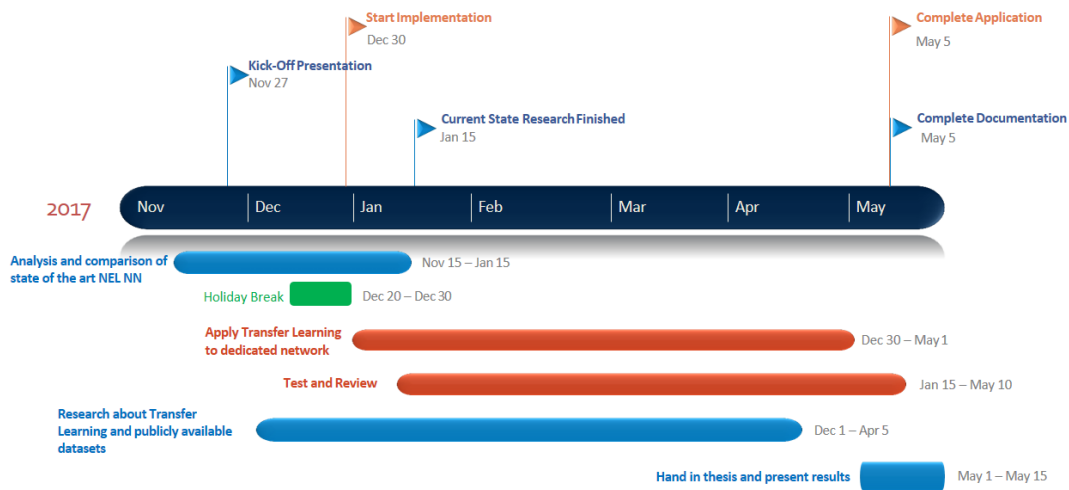 Start Implementation
Dec 30
Complete Application
May 5
Kick-Off Presentation
Nov 27
Current State Research Finished
Jan 15
Complete Documentation
May 5
2017
Nov
Dec
Jan
Feb
Mar
Apr
May
Analysis and comparison of
state of the art NEL NN
Nov 15 – Jan 15
Holiday Break
Dec 20 – Dec 30
Apply Transfer Learning
to dedicated network
Dec 30 – May 1
Test and Review
Jan 15 – May 10
Research about Transfer
Learning and publicly available
datasets
Dec 1 – Apr 5
Hand in thesis and present results
May 1 – May 15